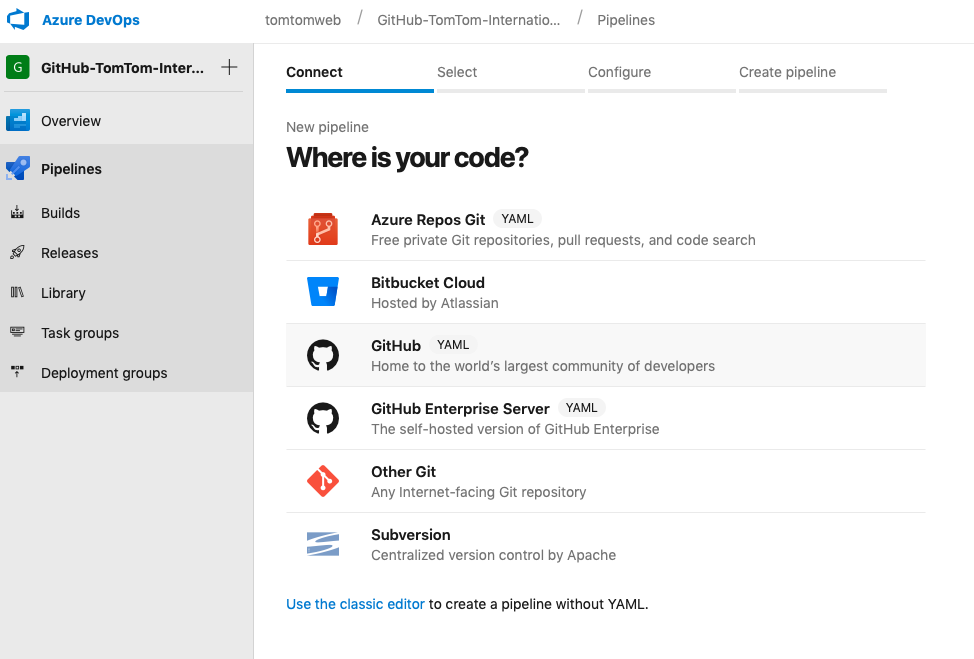 Azure DevOps
tomtomweb / GitHub-TomTom-Internatio... / Pipelines
G GitHub-TomTom-Inter... +
Overview
Pipelines
Builds
Releases
Library
Task groups
Deployment groups
Connect Select Configure Create pipeline
New pipeline
Where is your code?
Azure Repos Git YAML
Free private Git repositories, pull requests, and code search
Bitbucket Cloud
Hosted by Atlassian
GitHub YAML
Home to the world’s largest community of developers
GitHub Enterprise Server YAML
The self-hosted version of GitHub Enterprise
Other Git
Any Internet-facing Git repository
Subversion
Centralized version control by Apache
Use the classic editor to create a pipeline without YAML.